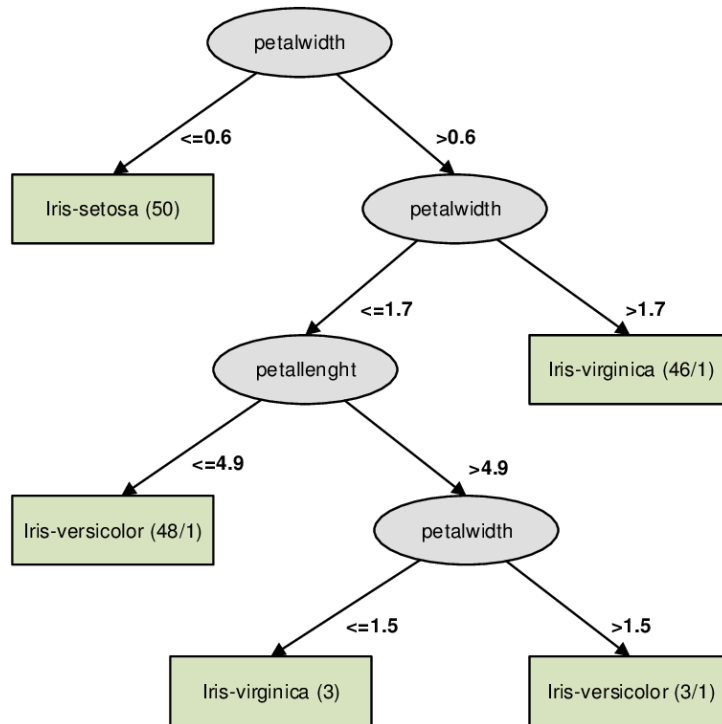 petalwidth
<=0.6
>0.6
Iris-setosa (50)
petalwidth
<=1.7
>1.7
petallenght
Iris-virginica (46/1)
<=4.9
>4.9
Iris-versicolor (48/1)
petalwidth
<=1.5
>1.5
Iris-virginica (3)
Iris-versicolor (3/1)